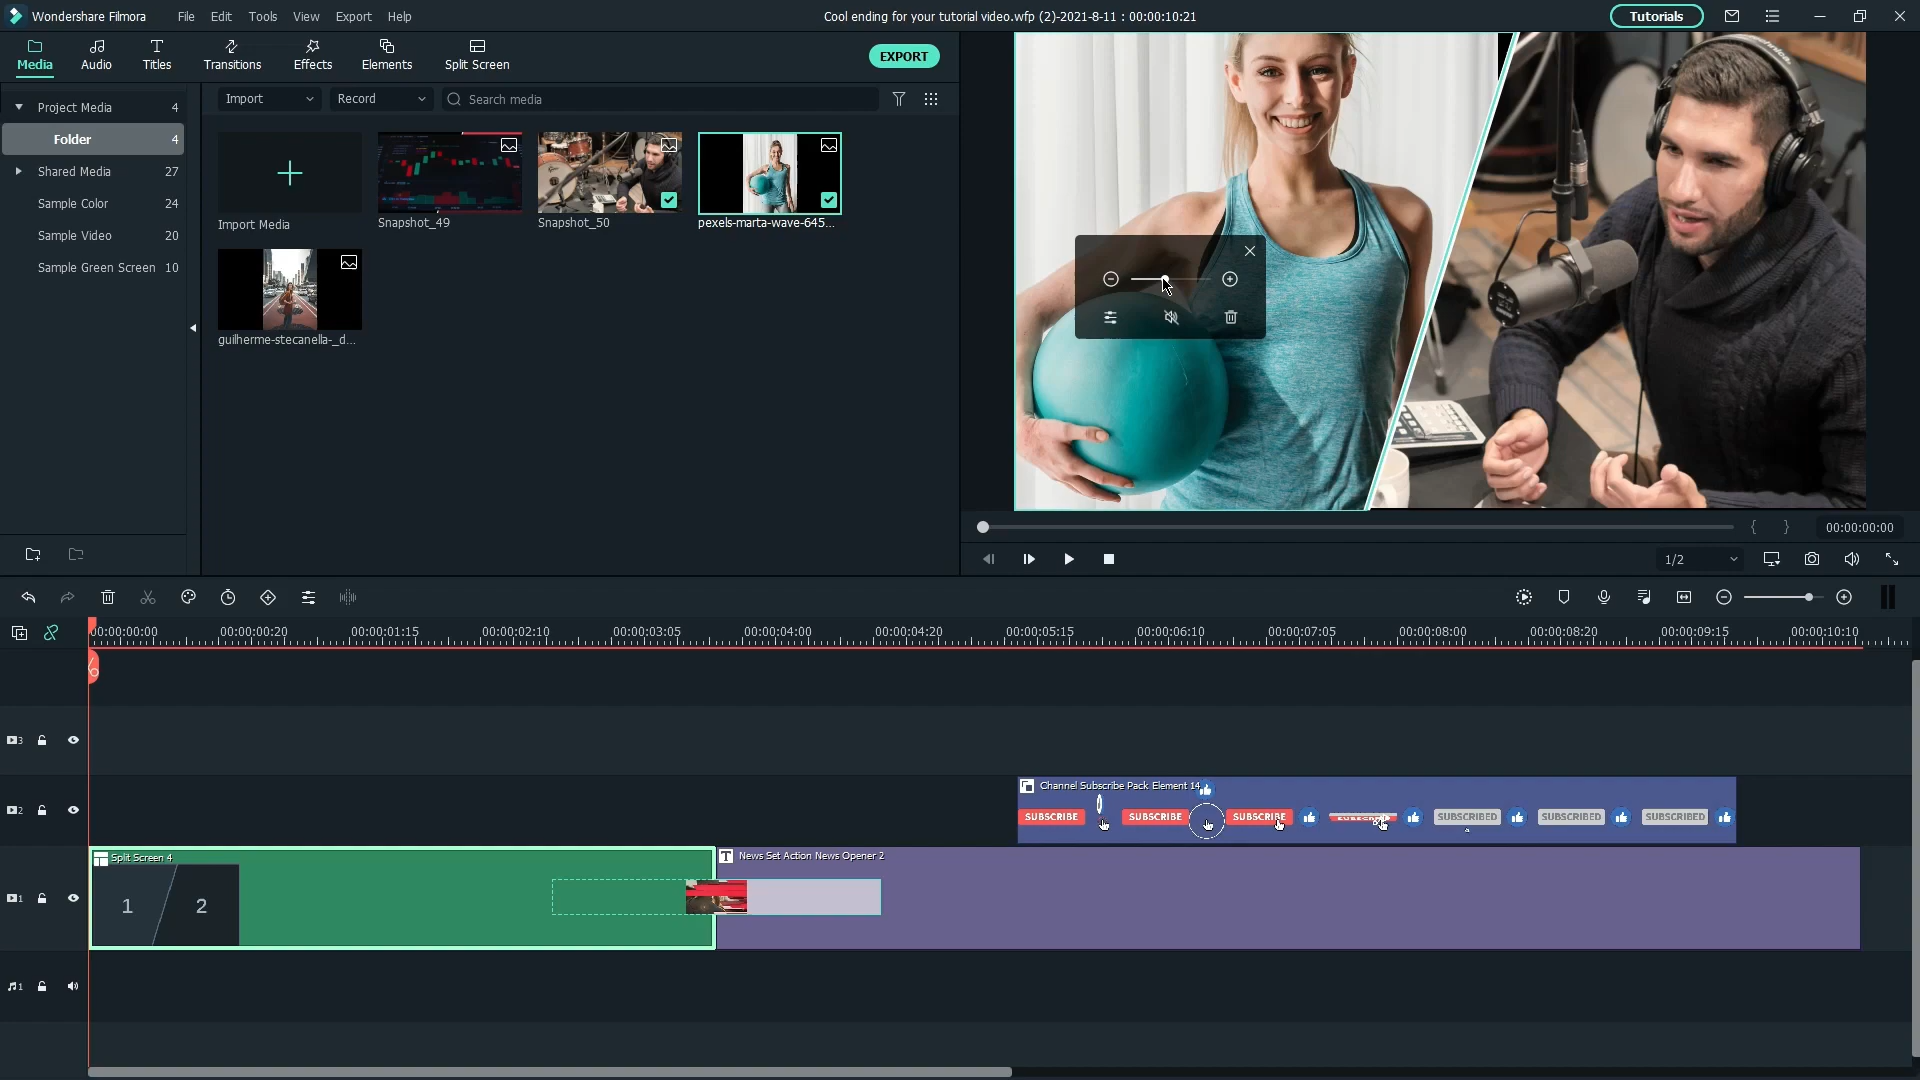 Wondershare Filmora
File Edit Tools View Export Help
Cool ending for your tutorial video.wfp (2)-2021-8-11 : 00:00:10:21
Tutorials
Media Audio Titles Transitions Effects Elements Split Screen
EXPORT
Project Media 4
Folder 4
Shared Media 27
Sample Color 24
Sample Video 20
Sample Green Screen 10
Import Record Search media
Import Media
Snapshot_49
Snapshot_50
pexels-marta-wave-645...
guilherme-stecanella-_d...
{ } 00:00:00:00
1/2
00:00:00:00 00:00:00:20 00:00:01:15 00:00:02:10 00:00:03:05 00:00:04:00 00:00:04:20 00:00:05:15 00:00:06:10 00:00:07:05 00:00:08:00 00:00:08:20 00:00:09:15 00:00:10:10
3
2
Channel Subscribe Pack Element 14
SUBSCRIBE SUBSCRIBE SUBSCRIBE SUBSCRIBED SUBSCRIBED SUBSCRIBED
1
Split Screen 4
1 2
News Set Action News Opener 2
1